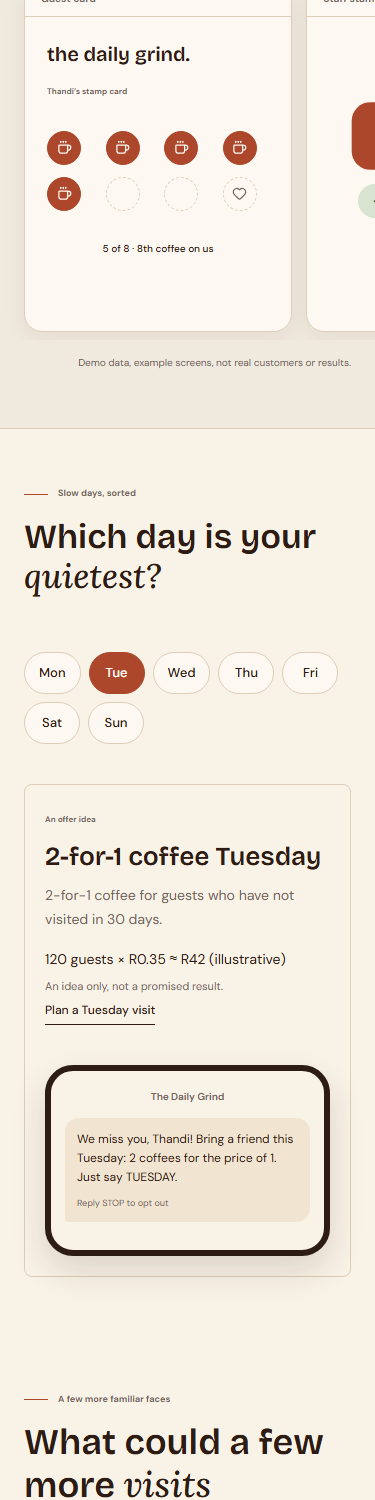 Guest card
the daily grind.
Thandi's stamp card
5 of 8 · 8th coffee on us
Demo data, example screens, not real customers or results.
Slow days, sorted
Which day is your
quietest?
Mon
Tue
Wed
Thu
Fri
Sat
Sun
An offer idea
2-for-1 coffee Tuesday
2-for-1 coffee for guests who have not
visited in 30 days.
120 guests × R0.35 ≈ R42 (illustrative)
An idea only, not a promised result.
Plan a Tuesday visit
The Daily Grind
We miss you, Thandi! Bring a friend this
Tuesday: 2 coffees for the price of 1.
Just say TUESDAY.
Reply STOP to opt out
A few more familiar faces
What could a few
more visits